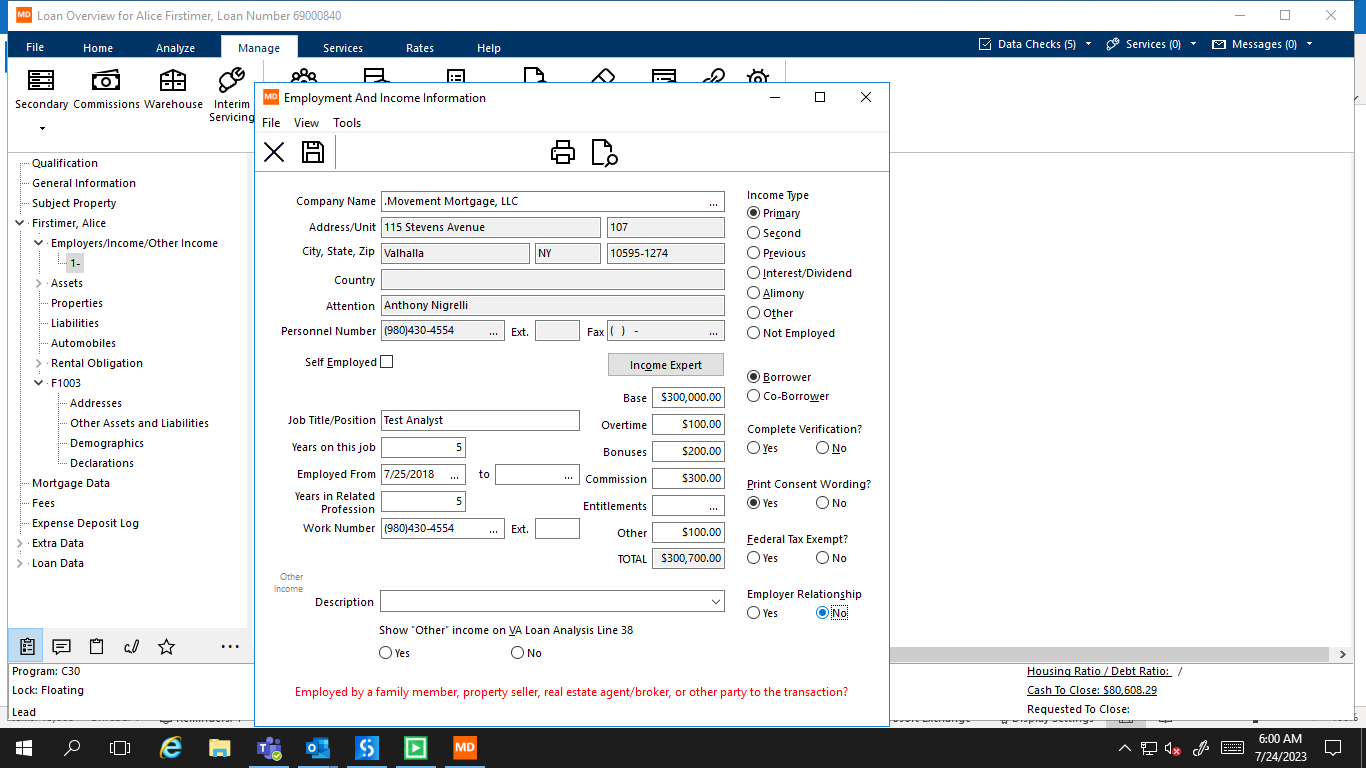 MD Loan Overview for Alice Firstimer, Loan Number 69000840
File Home Analyze Manage Services Rates Help Data Checks (5) Services (0) Messages (0)
Secondary Commissions Warehouse Interim Servicing
MD Employment And Income Information
File View Tools
Qualification
General Information
Subject Property
Firstimer, Alice
Employers/Income/Other Income
1-
Assets
Properties
Liabilities
Automobiles
Rental Obligation
F1003
Addresses
Other Assets and Liabilities
Demographics
Declarations
Mortgage Data
Fees
Expense Deposit Log
Extra Data
Loan Data
Company Name .Movement Mortgage, LLC ...
Address/Unit 115 Stevens Avenue 107
City, State, Zip Valhalla NY 10595-1274
Country
Attention Anthony Nigrelli
Personnel Number (980)430-4554 ... Ext. Fax ( ) - ...
Self Employed
Income Expert
Base $300,000.00
Job Title/Position Test Analyst
Overtime $100.00
Years on this job 5
Bonuses $200.00
Employed From 7/25/2018 ... to ...
Commission $300.00
Years in Related Profession 5
Entitlements ...
Work Number (980)430-4554 ... Ext.
Other $100.00
TOTAL $300,700.00
Other Income
Description
Show "Other" income on VA Loan Analysis Line 38
Yes No
Employed by a family member, property seller, real estate agent/broker, or other party to the transaction?
Income Type
Primary
Second
Previous
Interest/Dividend
Alimony
Other
Not Employed
Borrower
Co-Borrower
Complete Verification?
Yes No
Print Consent Wording?
Yes No
Federal Tax Exempt?
Yes No
Employer Relationship
Yes No
Program: C30
Lock: Floating
Lead
Housing Ratio / Debt Ratio: /
Cash To Close: $80,608.29
Requested To Close:
MD
6:00 AM
7/24/2023